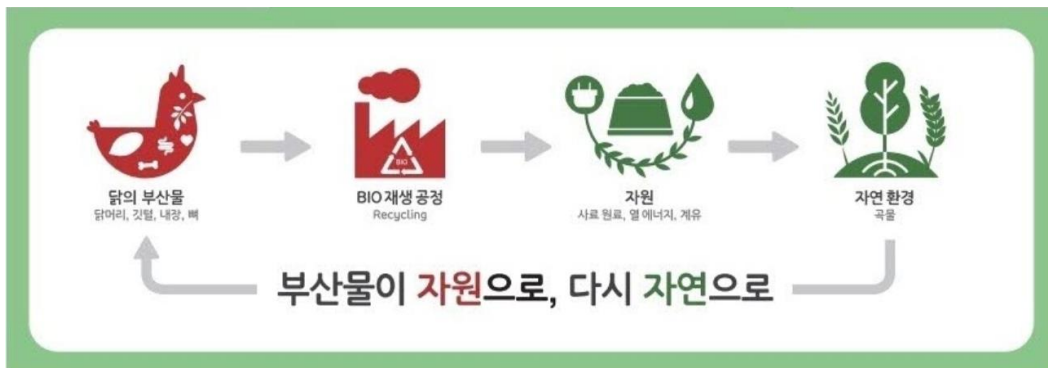 BIO
닭의 부산물
닭머리, 깃털, 내장, 뼈
BIO 재생 공정
Recycling
자원
사료 원료, 열 에너지, 계유
자연 환경
곡물
부산물이 자원으로, 다시 자연으로